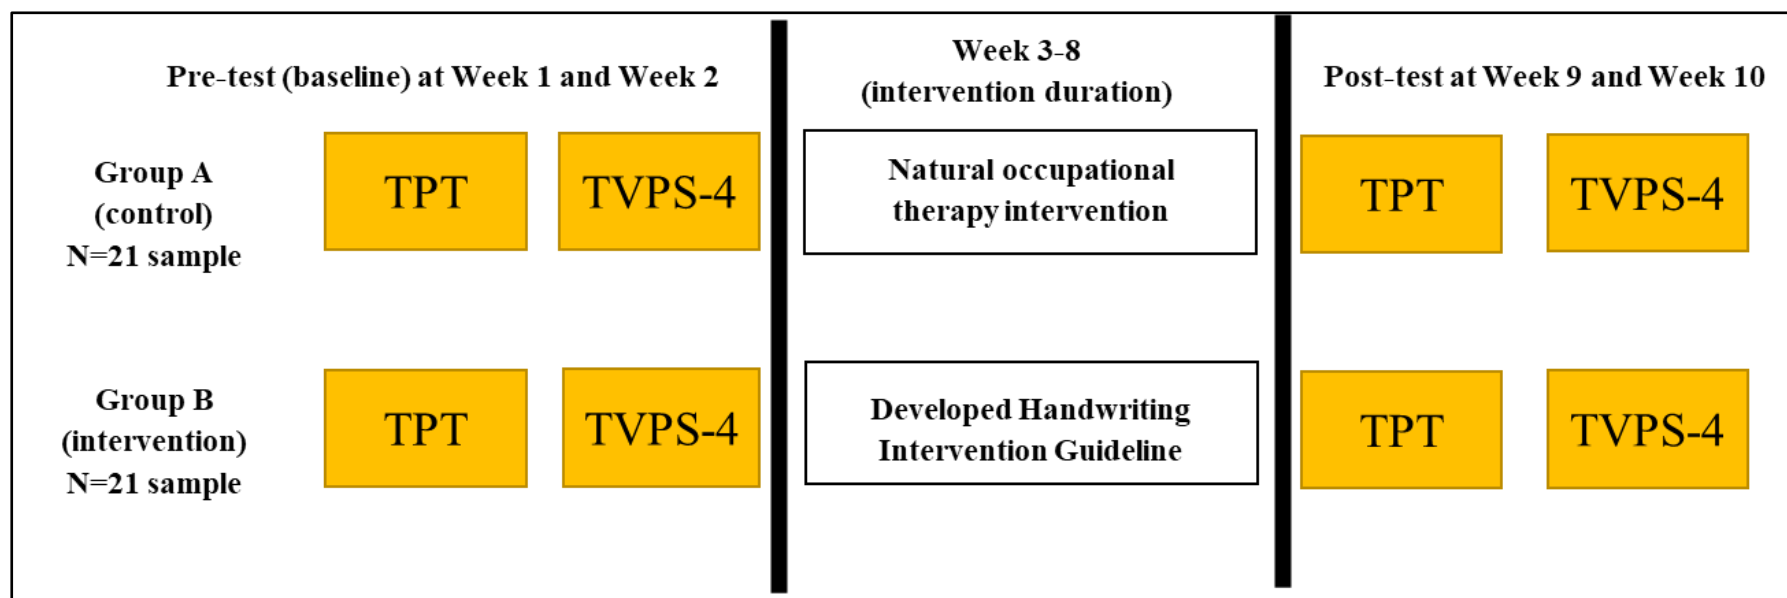 Pre-test (baseline) at Week 1 and Week 2
Week 3-8
(intervention duration)
Post-test at Week 9 and Week 10
Group A
(control)
N=21 sample
TPT
TVPS-4
Natural occupational
therapy intervention
TPT
TVPS-4
Group B
(intervention)
N=21 sample
TPT
TVPS-4
Developed Handwriting
Intervention Guideline
TPT
TVPS-4